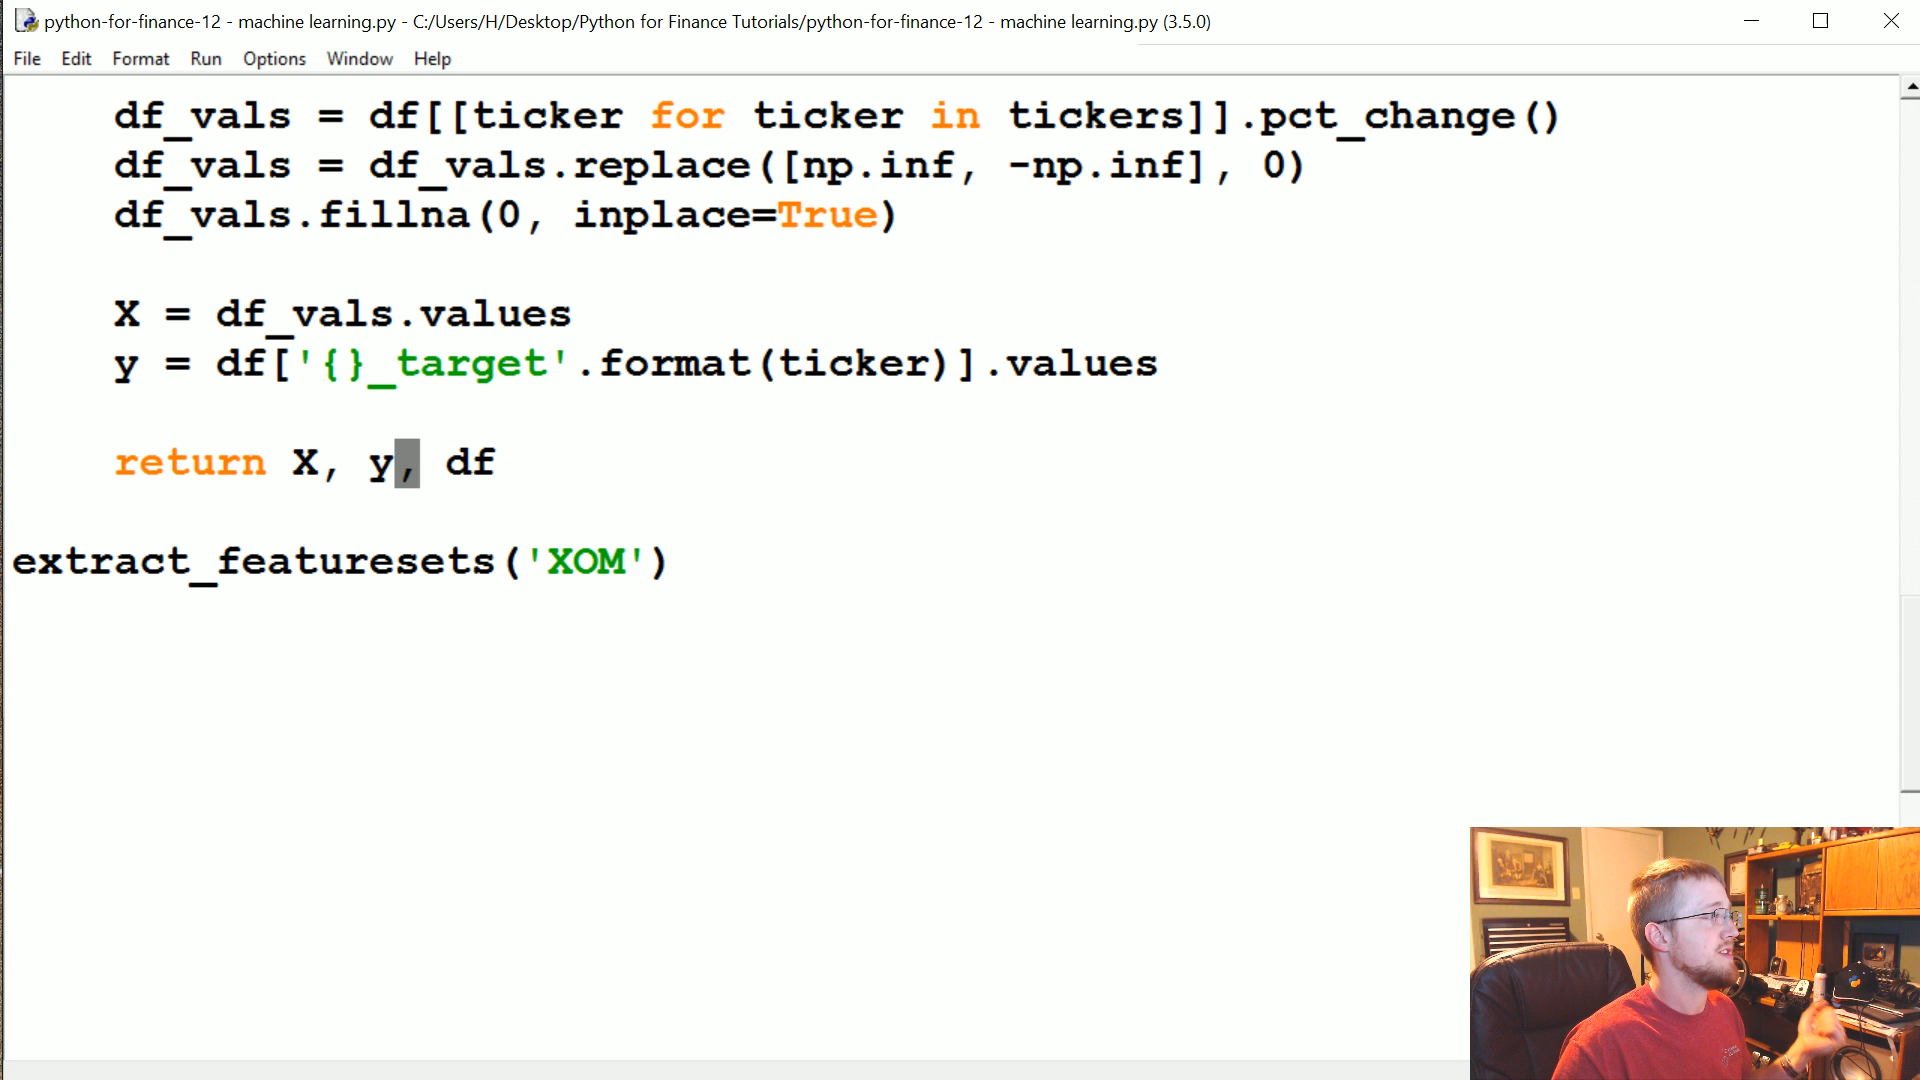 python-for-finance-12 - machine learning.py - C:/Users/H/Desktop/Python for Finance Tutorials/python-for-finance-12 - machine learning.py (3.5.0)
File Edit Format Run Options Window Help
df_vals = df[[ticker for ticker in tickers]].pct_change()
df_vals = df_vals.replace([np.inf, -np.inf], 0)
df_vals.fillna(0, inplace=True)
X = df_vals.values
y = df['{}_target'.format(ticker)].values
return X, y, df
extract_featuresets('XOM')